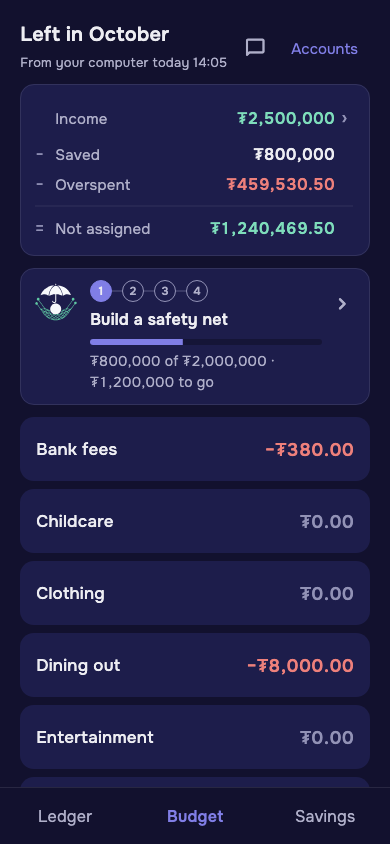 Left in October
From your computer today 14:05
Accounts
Income ₮2,500,000 ›
− Saved ₮800,000
− Overspent ₮459,530.50
= Not assigned ₮1,240,469.50
1 2 3 4
Build a safety net
₮800,000 of ₮2,000,000 ·
₮1,200,000 to go
Bank fees −₮380.00
Childcare ₮0.00
Clothing ₮0.00
Dining out −₮8,000.00
Entertainment ₮0.00
Ledger Budget Savings